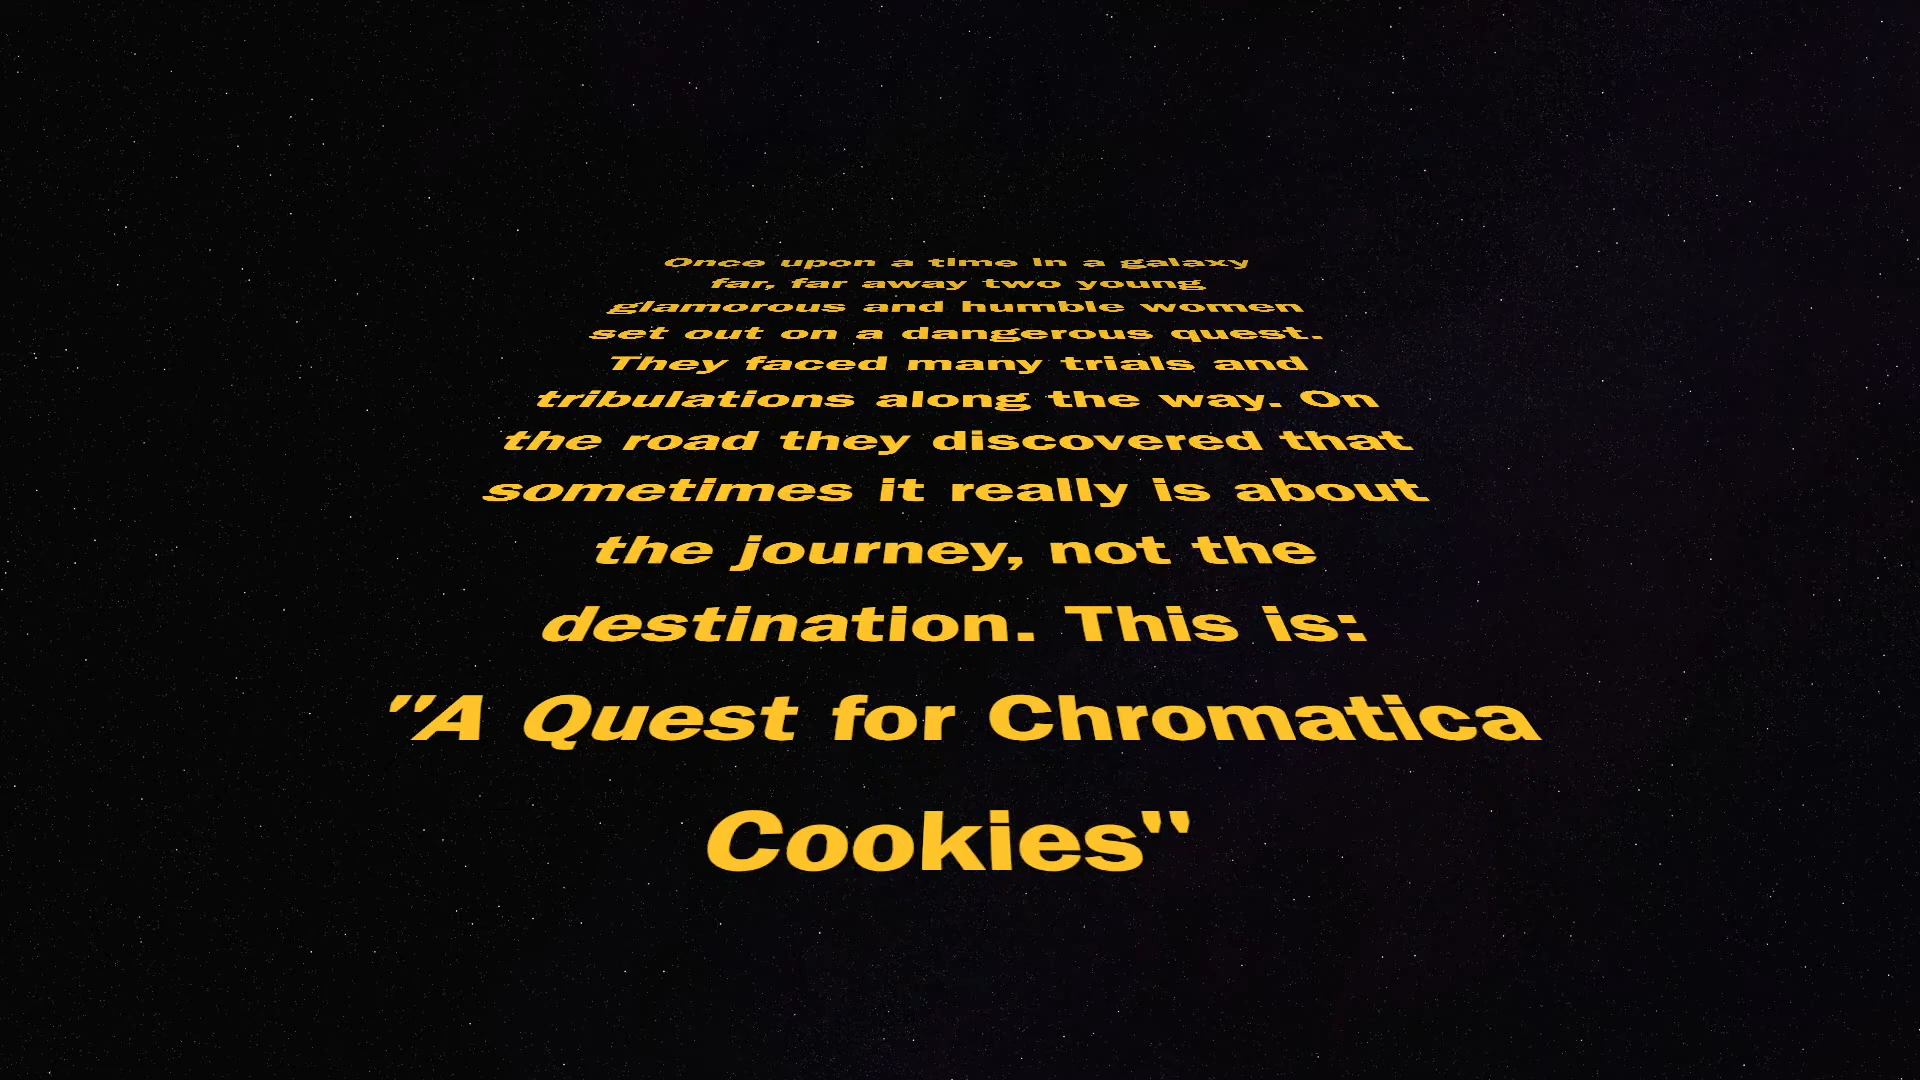 Once upon a time in a galaxy
far, far away two young
glamorous and humble women
set out on a dangerous quest.
They faced many trials and
tribulations along the way. On
the road they discovered that
sometimes it really is about
the journey, not the
destination. This is:
"A Quest for Chromatica
Cookies"